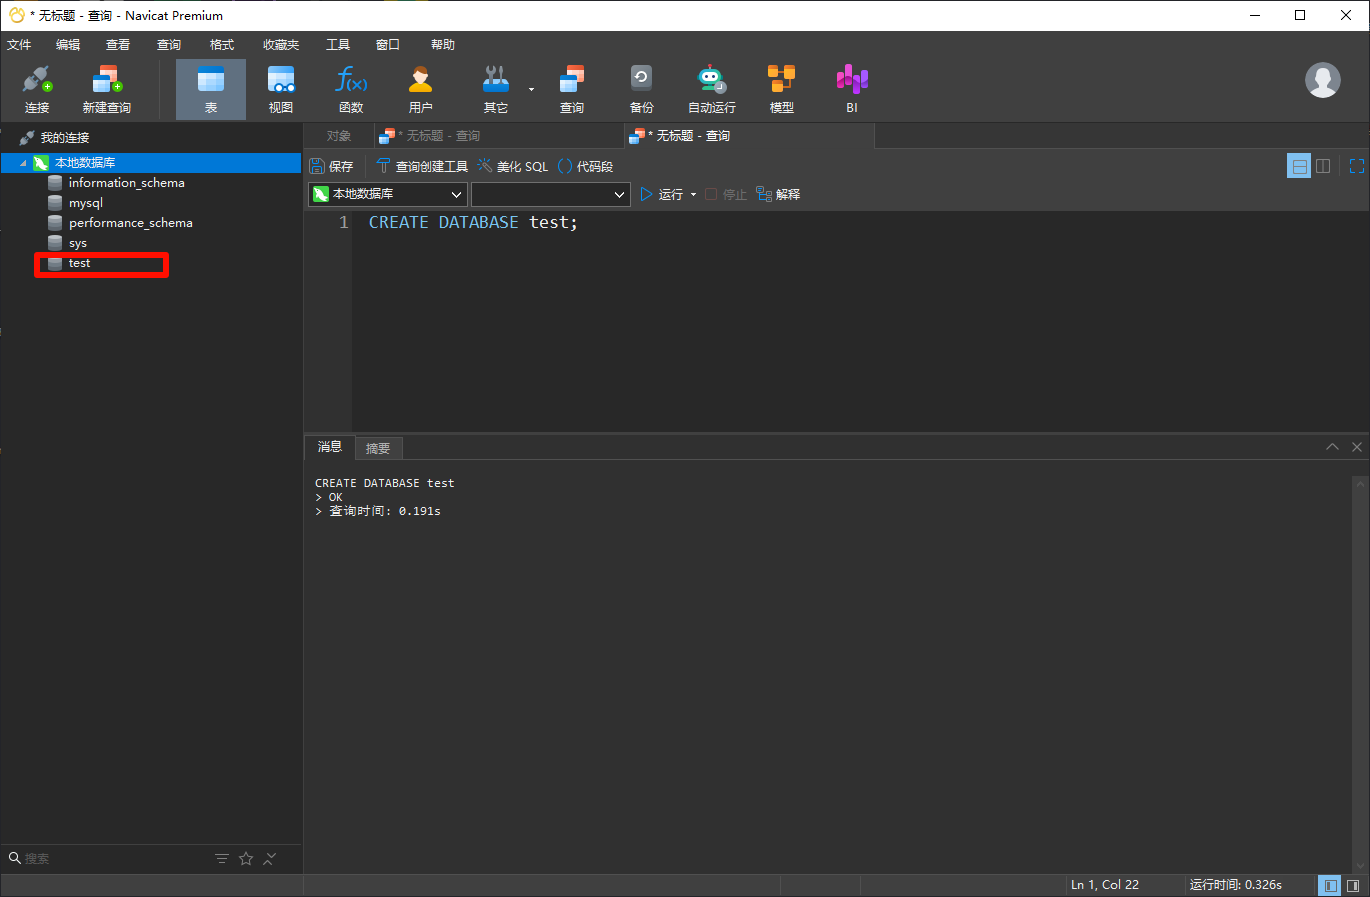 * 无标题 - 查询 - Navicat Premium
文件 编辑 查看 查询 格式 收藏夹 工具 窗口 帮助
连接 新建查询 表 视图 函数 用户 其它 查询 备份 自动运行 模型 BI
我的连接
本地数据库
information_schema
mysql
performance_schema
sys
test
搜索
对象 * 无标题 - 查询 * 无标题 - 查询
保存 查询创建工具 美化 SQL 代码段
本地数据库 运行 停止 解释
1 CREATE DATABASE test;
消息 摘要
CREATE DATABASE test
> OK
> 查询时间: 0.191s
Ln 1, Col 22 运行时间: 0.326s